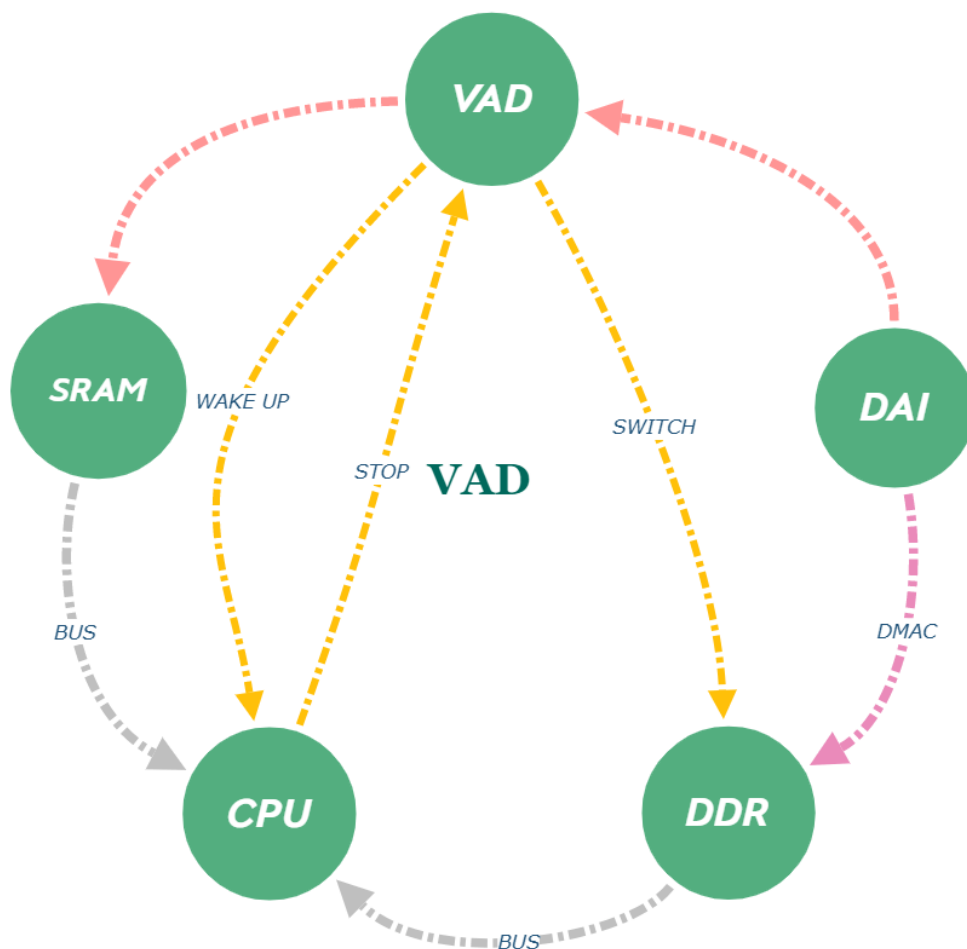 VAD
SRAM
WAKE UP
DAI
SWITCH
STOP
VAD
BUS
DMAC
CPU
DDR
BUS